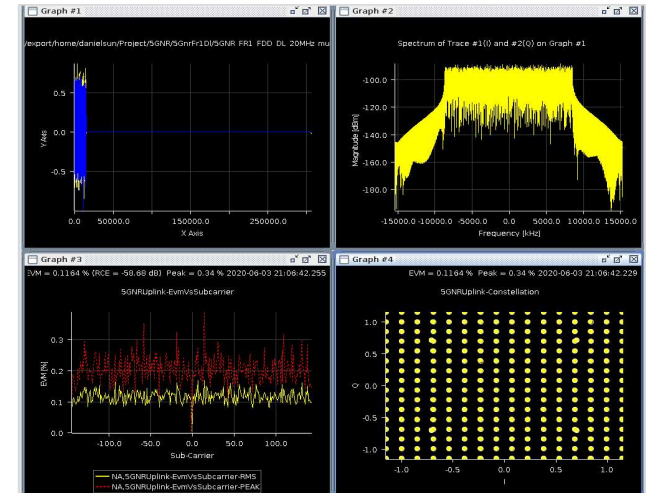 Graph #1
/export/home/danielsun/Project/5GNR/5GnrFr1Dl/5GNR FR1 FDD DL 20MHz mu
0.5
0.0
-0.5
Y Axis
0.0 50000.0 150000.0 250000.0
X Axis
Graph #2
Spectrum of Trace #1(I) and #2(Q) on Graph #1
-100.0
-120.0
-140.0
-160.0
-180.0
Magnitude [dBm]
-15000.0 -10000.0 -5000.0 0.0 5000.0 10000.0 15000.0
Frequency [kHz]
Graph #3
EVM = 0.1164 % (RCE = -58.68 dB) Peak = 0.34 % 2020-06-03 21:06:42.255
5GNRUplink-EvmVsSubcarrier
0.3
0.2
0.1
0.0
EVM [%]
-100.0 -50.0 0.0 50.0 100.0
Sub-Carrier
NA,5GNRUplink-EvmVsSubcarrier-RMS
NA,5GNRUplink-EvmVsSubcarrier-PEAK
Graph #4
EVM = 0.1164 % Peak = 0.34 % 2020-06-03 21:06:42.229
5GNRUplink-Constellation
1.0
0.5
0.0
-0.5
-1.0
Q
-1.0 -0.5 0.0 0.5 1.0
I